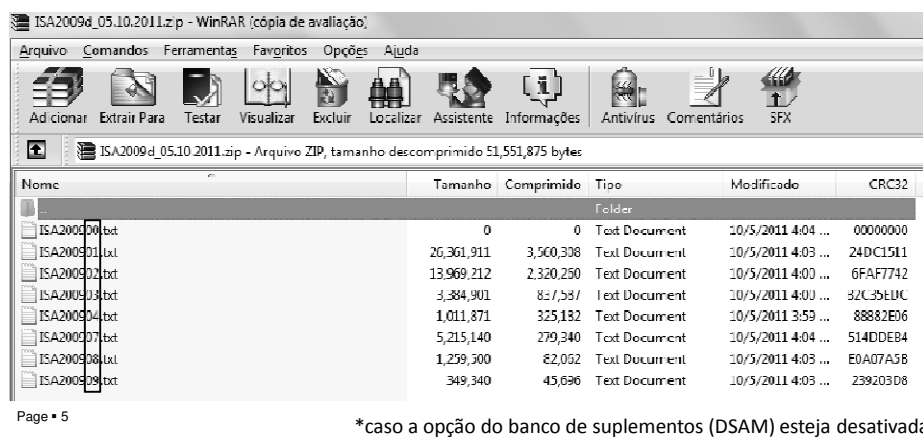 ISA2009d_05.10.2011.zip - WinRAR (cópia de avaliação)
Arquivo Comandos Ferramentas Favoritos Opções Ajuda
Adicionar Extrair Para Testar Visualizar Excluir Localizar Assistente Informações Antivírus Comentários SFX
ISA2009d_05.10.2011.zip - Arquivo ZIP, tamanho descomprimido 51,551,875 bytes
Nome Tamanho Comprimido Tipo Modificado CRC32
.. Folder
ISA200900.txt 0 0 Text Document 10/5/2011 4:04 ... 00000000
ISA200901.txt 26,361,911 3,560,308 Text Document 10/5/2011 4:03 ... 24DC1511
ISA200902.txt 13,969,212 2,320,260 Text Document 10/5/2011 4:00 ... 6FAF7742
ISA200903.txt 3,384,901 837,587 Text Document 10/5/2011 4:00 ... 32C35EDC
ISA200904.txt 1,011,871 325,182 Text Document 10/5/2011 3:59 ... 88882E06
ISA200907.txt 5,215,140 279,340 Text Document 10/5/2011 4:04 ... 514DDEB4
ISA200908.txt 1,259,500 82,062 Text Document 10/5/2011 4:03 ... E0A07A5B
ISA200909.txt 349,340 45,696 Text Document 10/5/2011 4:03 ... 239203D8
Page ▪ 5
*caso a opção do banco de suplementos (DSAM) esteja desativada